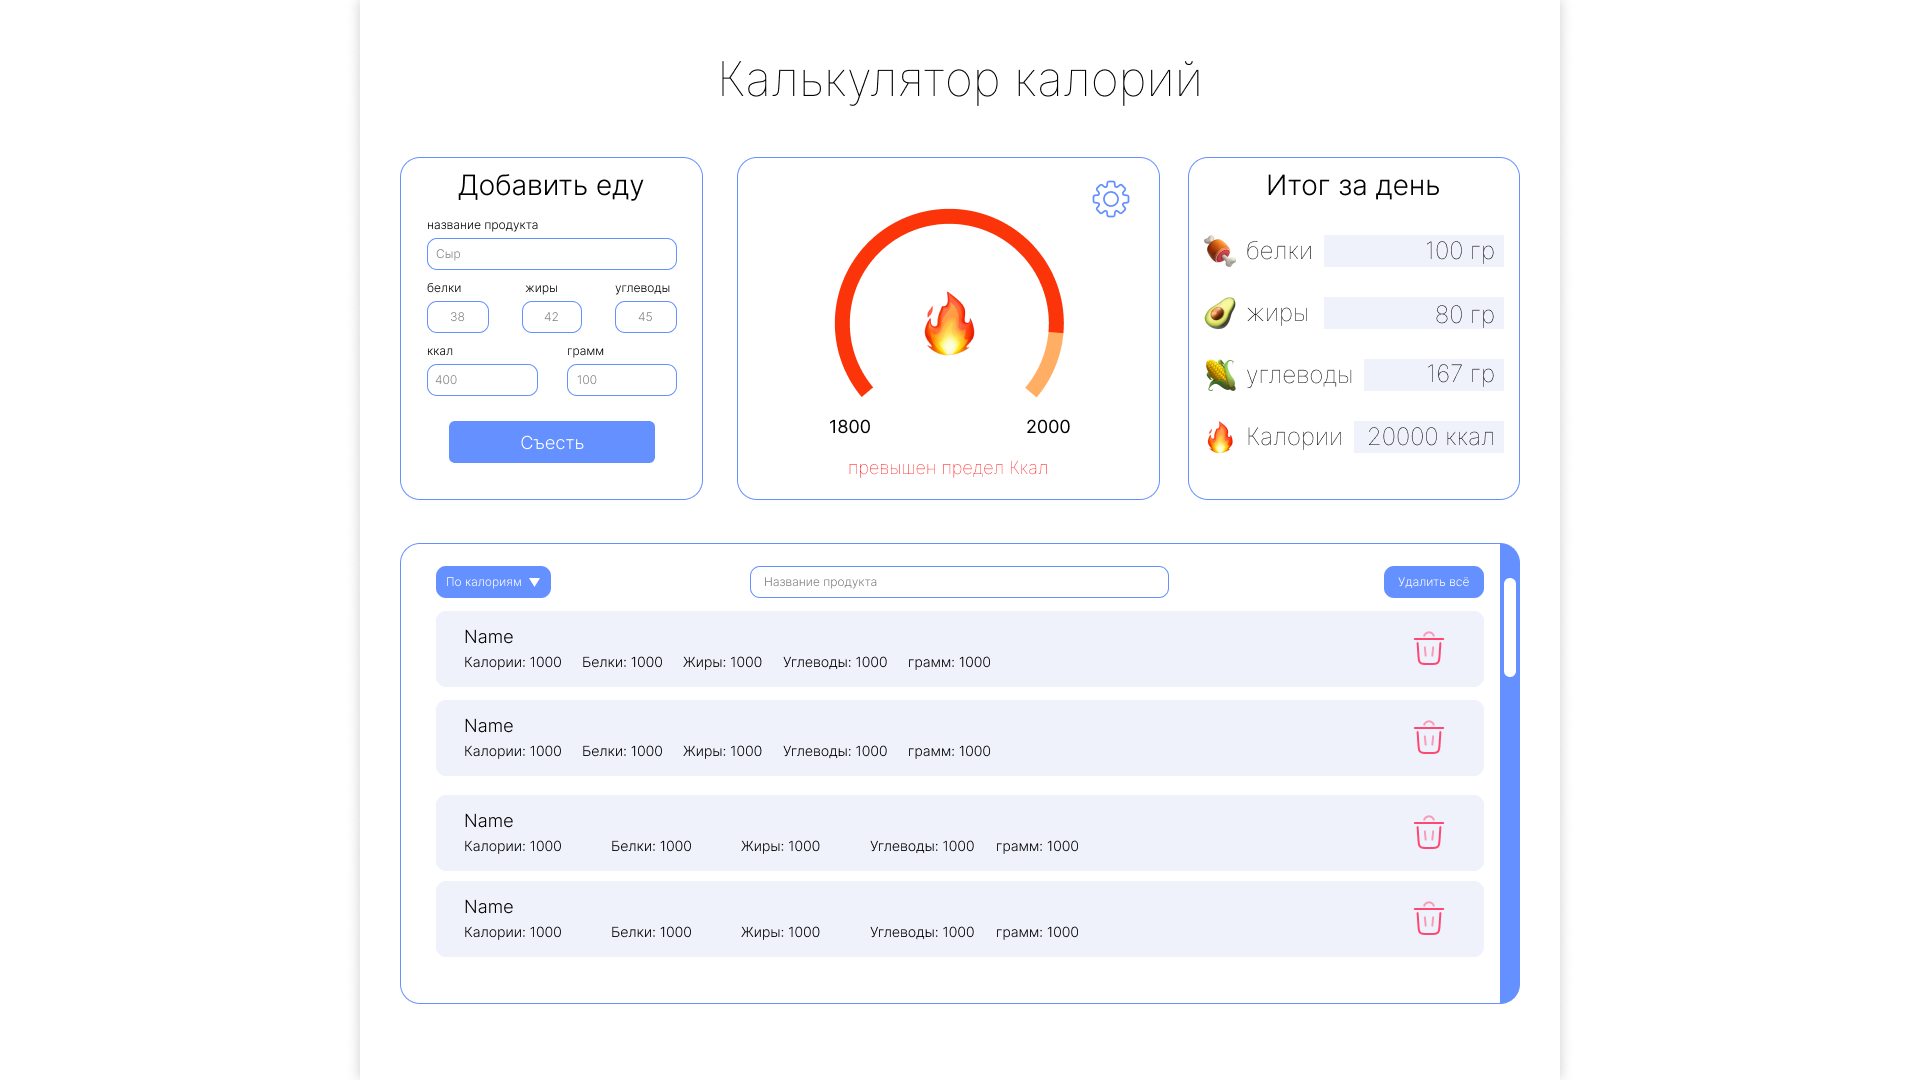 Калькулятор калорий
Добавить еду
название продукта
Сыр
белки жиры углеводы
38 42 45
ккал грамм
400 100
Съесть
1800 2000
превышен предел Ккал
Итог за день
белки 100 гр
жиры 80 гр
углеводы 167 гр
Калории 20000 ккал
По калориям Название продукта Удалить всё
Name
Калории: 1000 Белки: 1000 Жиры: 1000 Углеводы: 1000 грамм: 1000
Name
Калории: 1000 Белки: 1000 Жиры: 1000 Углеводы: 1000 грамм: 1000
Name
Калории: 1000 Белки: 1000 Жиры: 1000 Углеводы: 1000 грамм: 1000
Name
Калории: 1000 Белки: 1000 Жиры: 1000 Углеводы: 1000 грамм: 1000